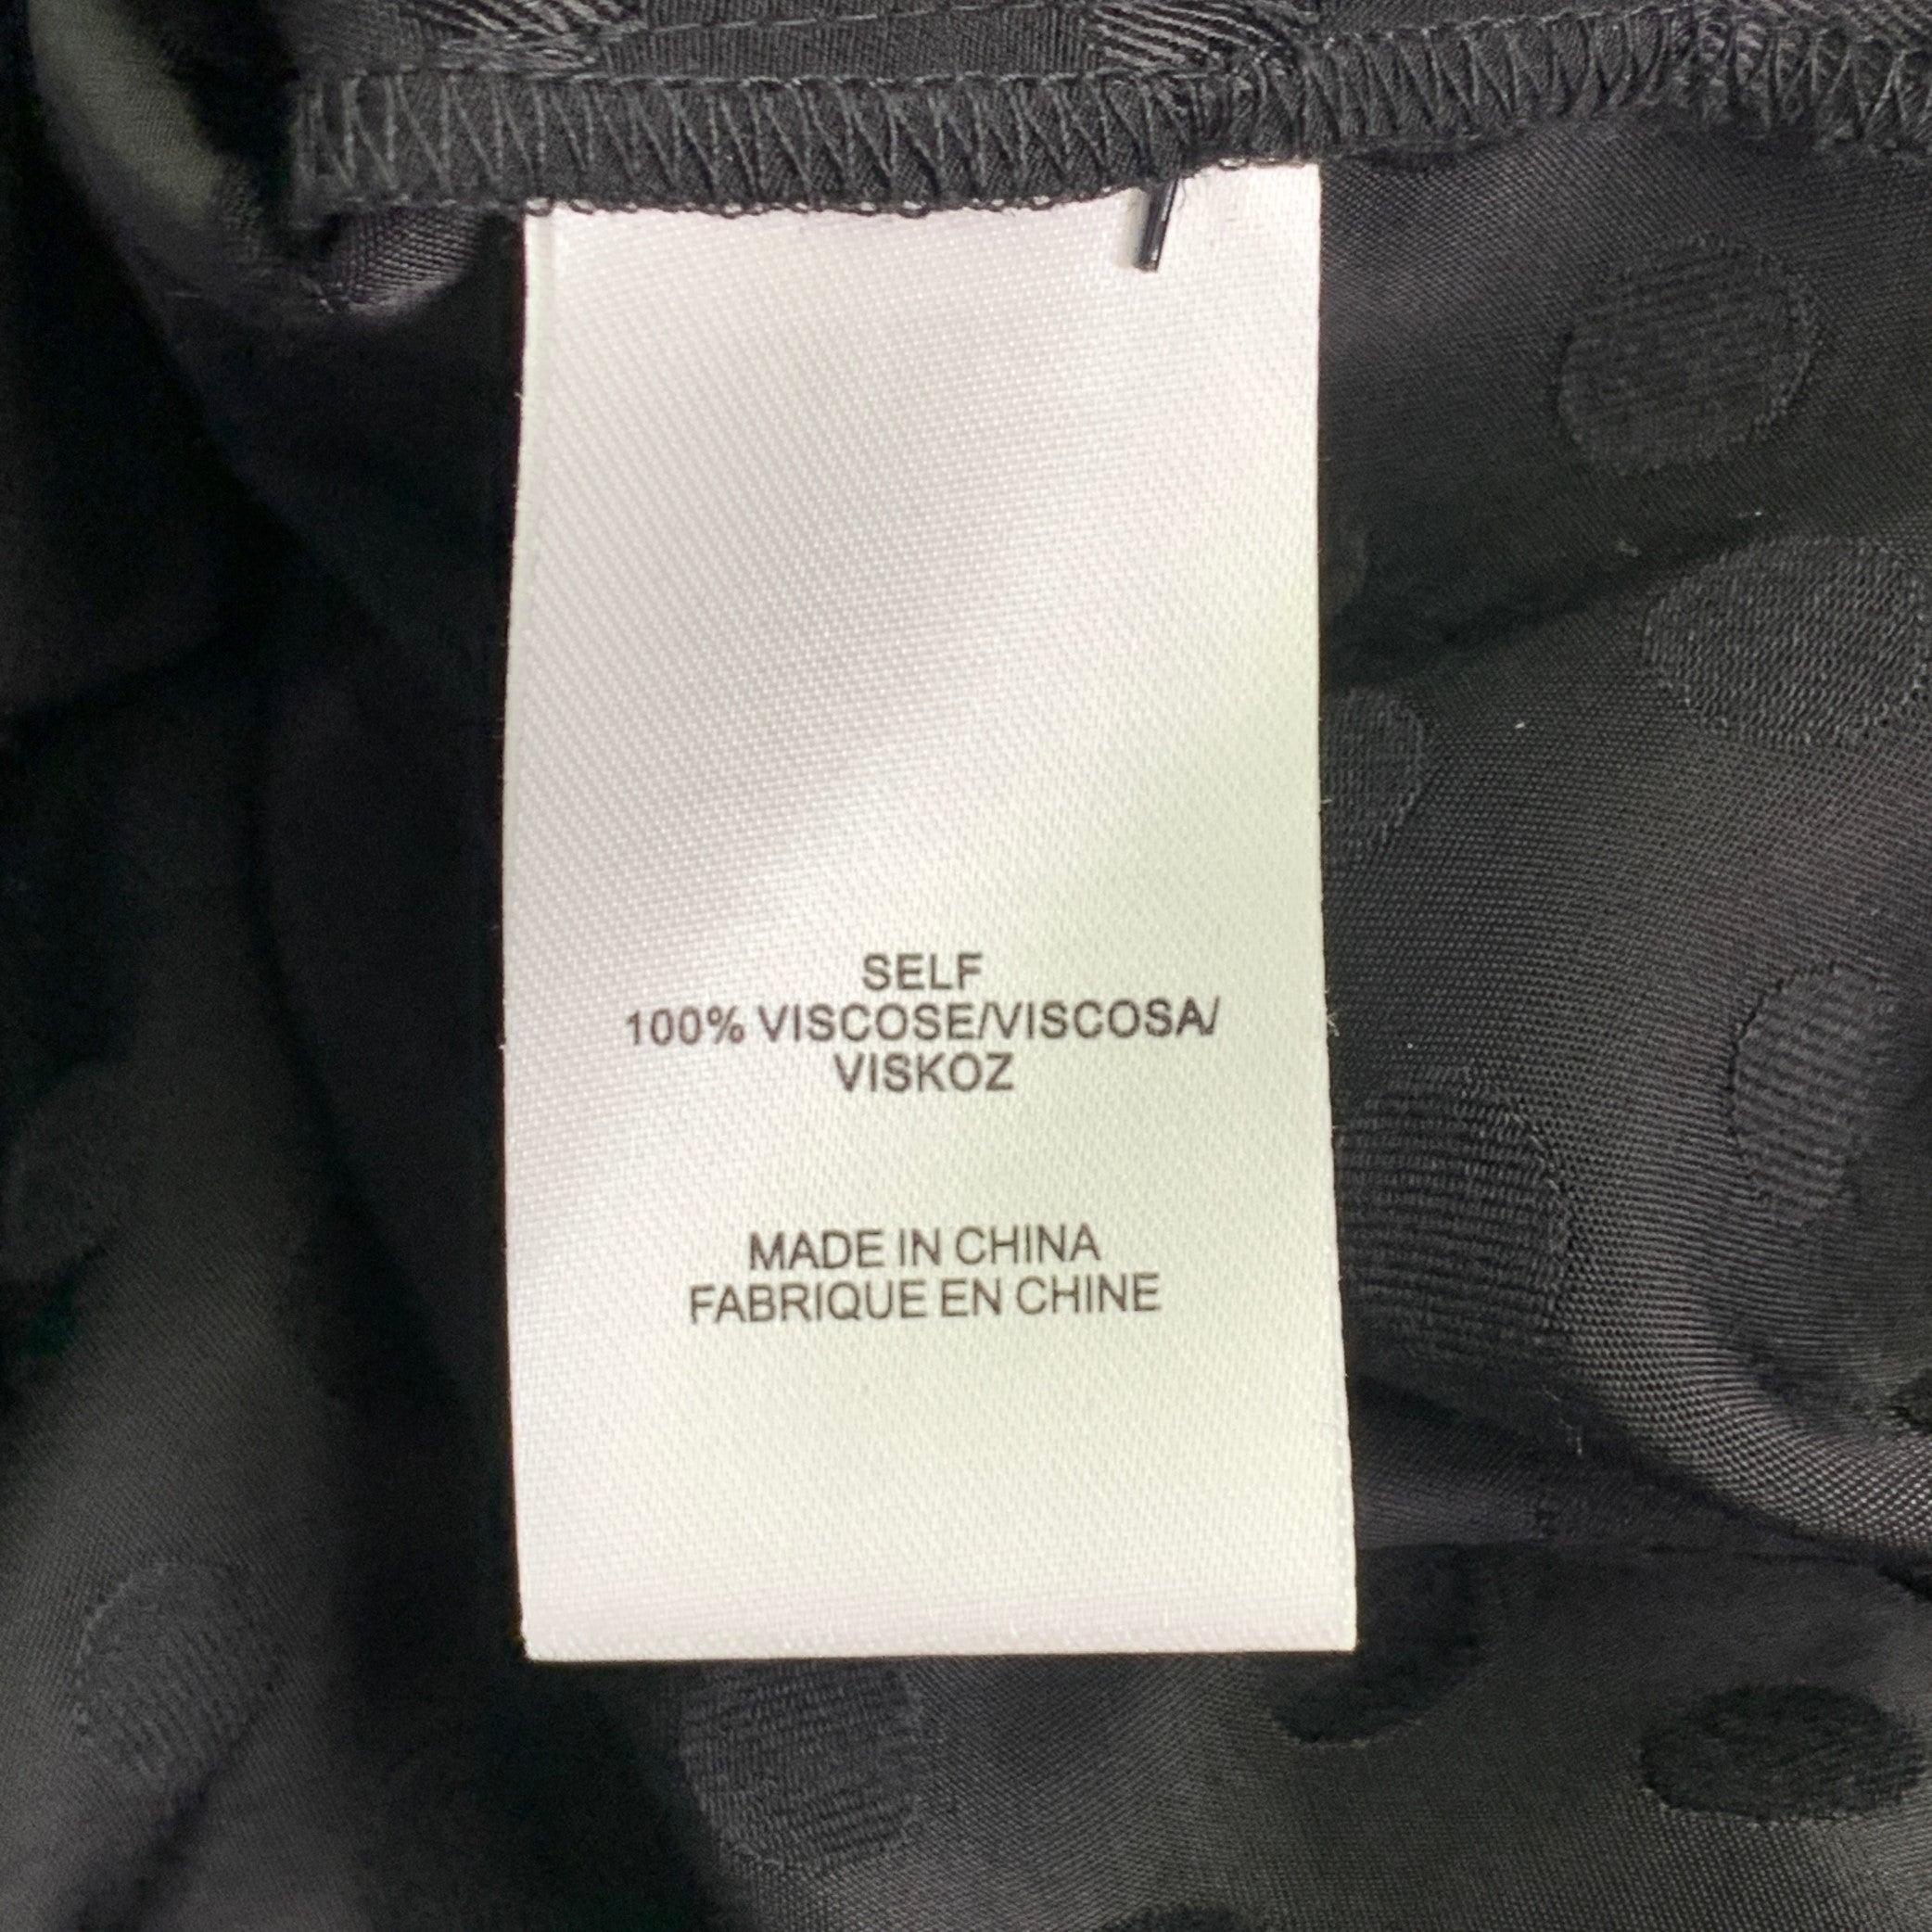 SELF
100% VISCOSE/VISCOSA/
VISKOZ
MADE IN CHINA
FABRIQUE EN CHINE